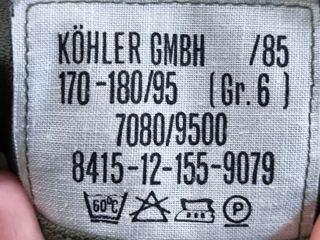 KÖHLER GMBH /85
170-180/95 (Gr. 6)
7080/9500
8415-12-155-9079
60°C P